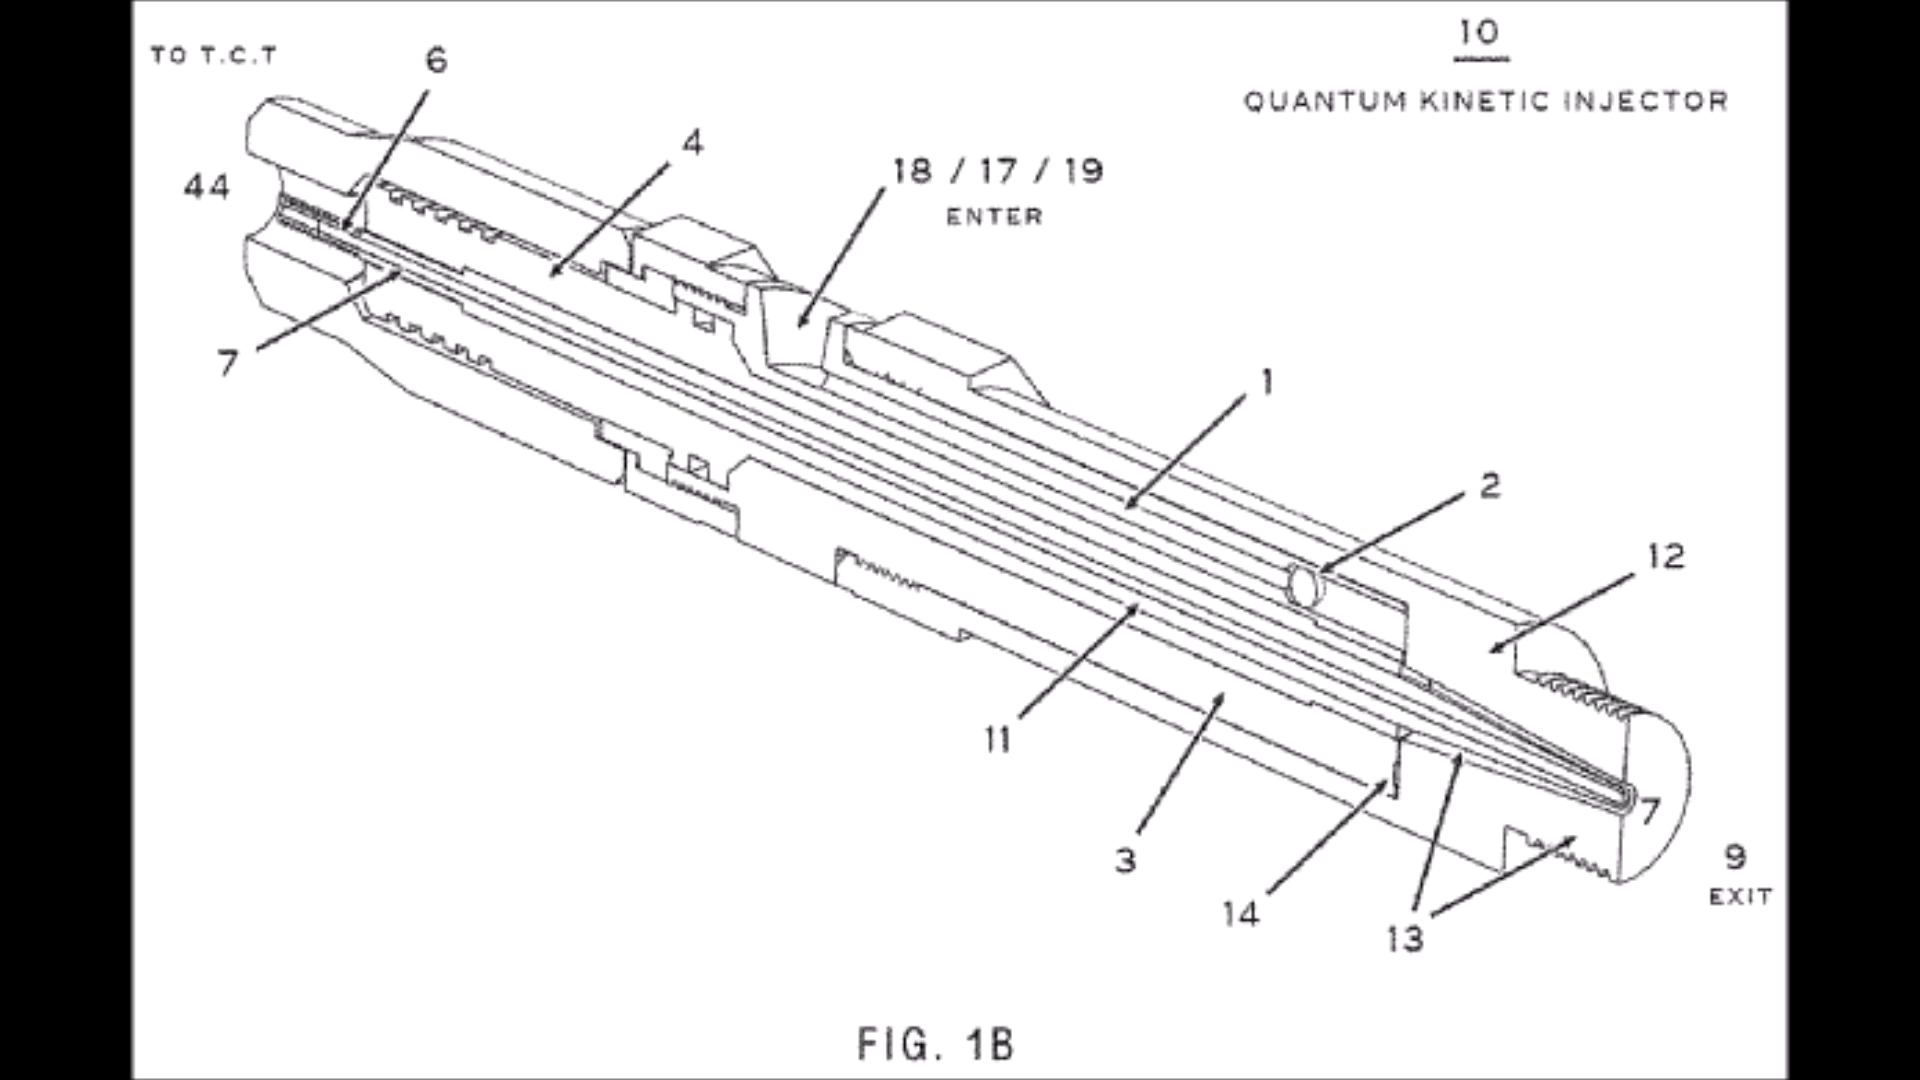 10
TO T.C.T
6
QUANTUM KINETIC INJECTOR
4
18 / 17 / 19
44
ENTER
7
1
2
12
11
7
3
9
14
EXIT
13
FIG. 1B